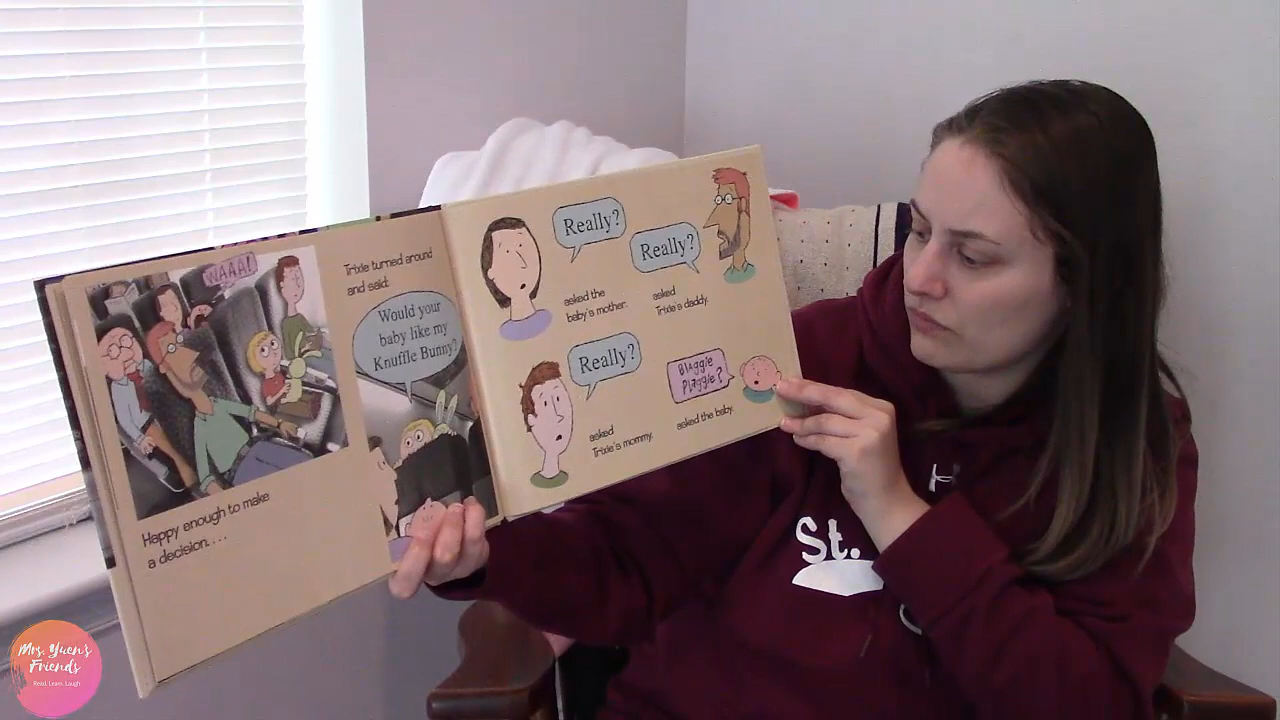 WAAA!
Happy enough to make
a decision....
Trixie turned around
and said:
Would your
baby like my
Knuffle Bunny?
Really?
asked the
baby's mother.
Really?
asked
Trixie's daddy.
Really?
asked
Trixie's mommy.
Blaggie
Plaggie?
asked the baby.
St.
Mrs. Yuen's
Friends
Read. Learn. Laugh